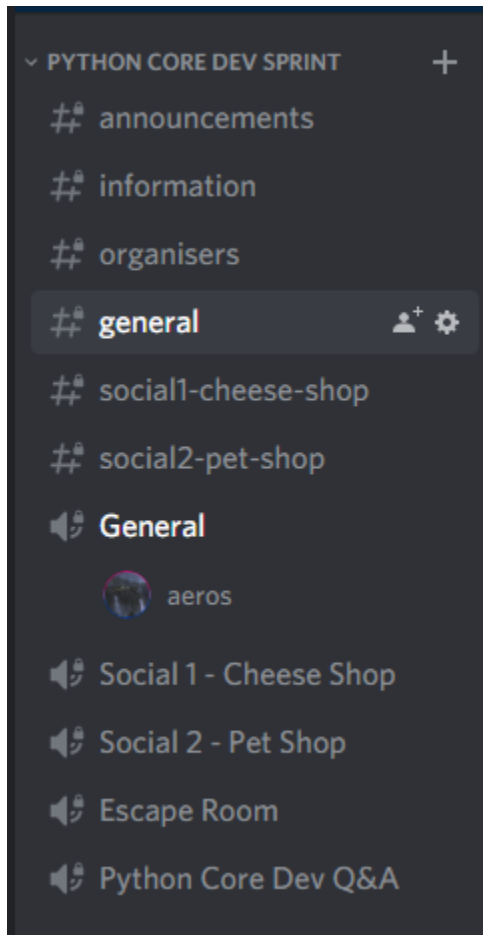 PYTHON CORE DEV SPRINT
announcements
information
organisers
general
social1-cheese-shop
social2-pet-shop
General
aeros
Social 1 - Cheese Shop
Social 2 - Pet Shop
Escape Room
Python Core Dev Q&A